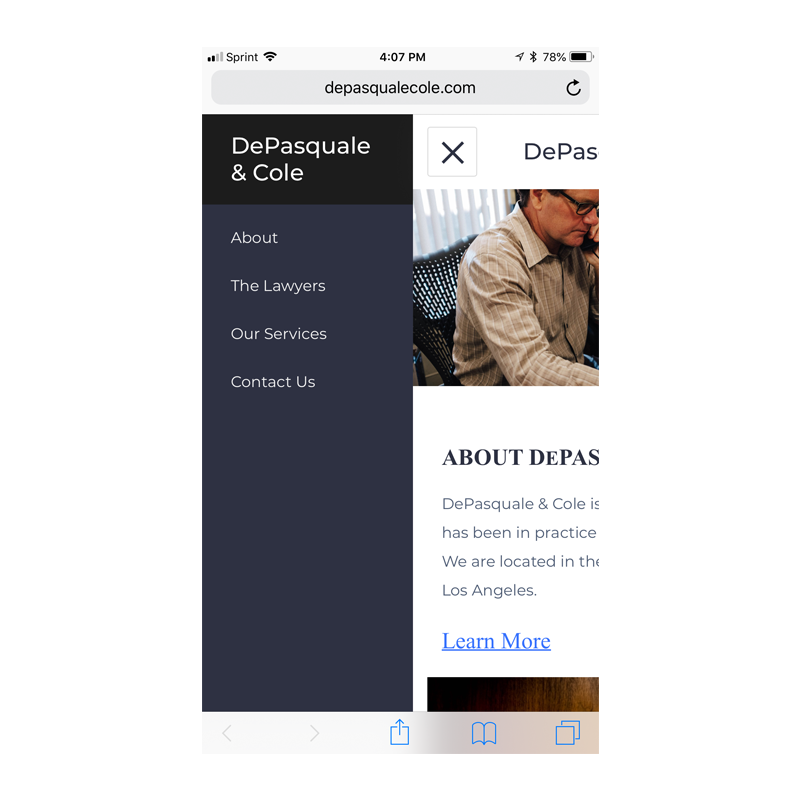 Sprint 4:07 PM 78%
depasqualecole.com
DePasquale
& Cole
About
The Lawyers
Our Services
Contact Us
DePas
ABOUT DEPAS
DePasquale & Cole is
has been in practice
We are located in the
Los Angeles.
Learn More